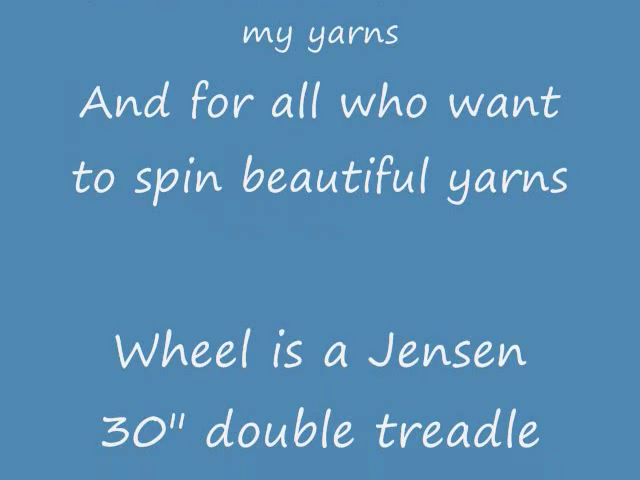 my yarns
And for all who want
to spin beautiful yarns
Wheel is a Jensen
30" double treadle